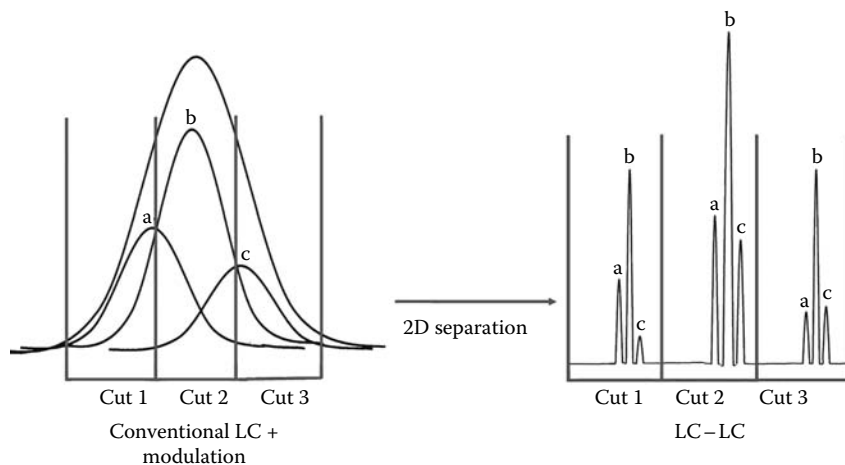 b
a
c
Cut 1 Cut 2 Cut 3
Conventional LC +
modulation
2D separation
b
b
b
a
c
a
c
a
c
Cut 1 Cut 2 Cut 3
LC–LC